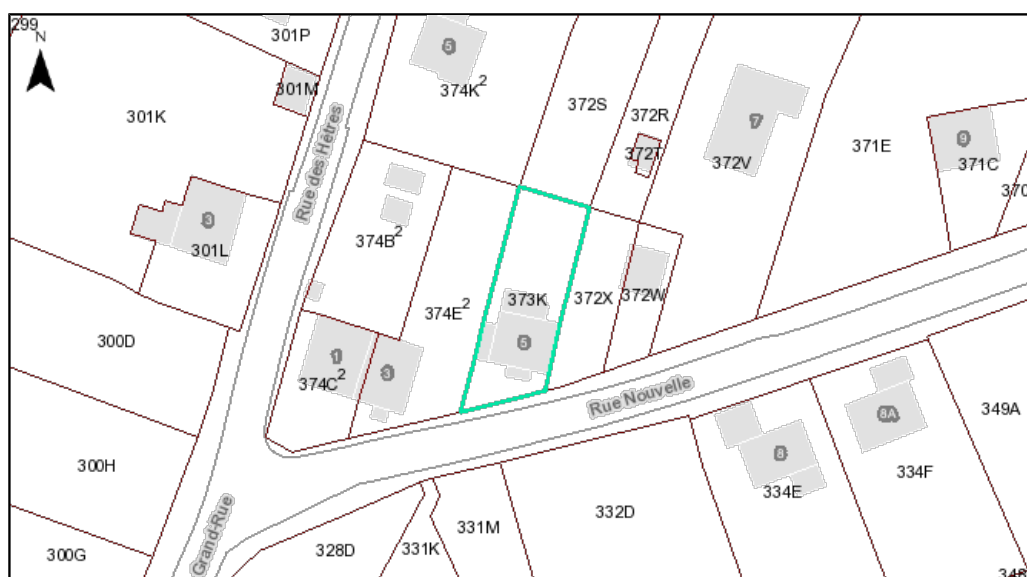 299
N
301P
301M
301K
Rue des Hêtres
5
374K²
372S
372R
372T
7
372V
371E
9
371C
370
3
301L
374B²
374E²
373K
5
372X
372W
300D
1
374C²
3
Rue Nouvelle
349A
8A
334F
8
334E
300H
332D
331M
331K
328D
Grand-Rue
300G